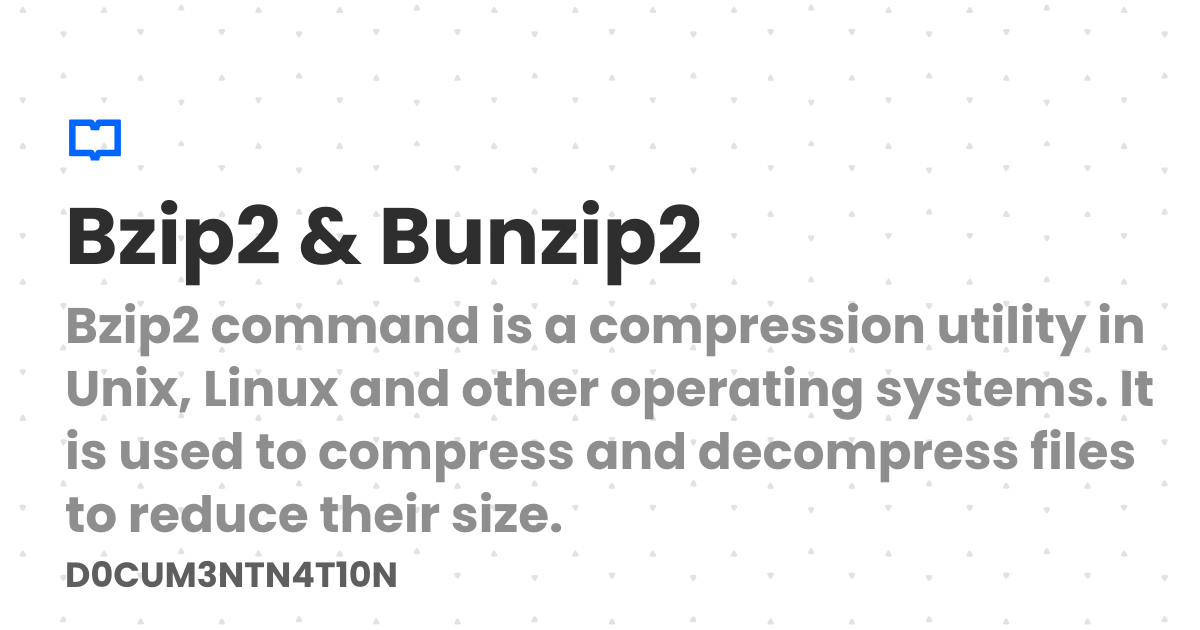 Bzip2 & Bunzip2
Bzip2 command is a compression utility in
Unix, Linux and other operating systems. It
is used to compress and decompress files
to reduce their size.
D0CUM3NTN4T10N